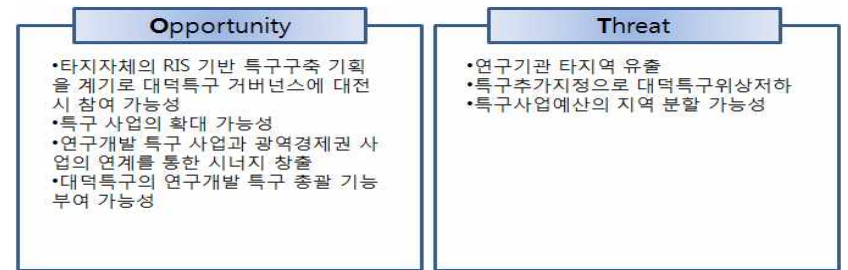 Opportunity
•타지자체의 RIS 기반 특구구축 기획
을 계기로 대덕특구 거버넌스에 대전
시 참여 가능성
•특구 사업의 확대 가능성
•연구개발 특구 사업과 광역경제권 사
업의 연계를 통한 시너지 창출
•대덕특구의 연구개발 특구 총괄 기능
부여 가능성
Threat
•연구기관 타지역 유출
•특구추가지정으로 대덕특구위상저하
•특구사업예산의 지역 분할 가능성